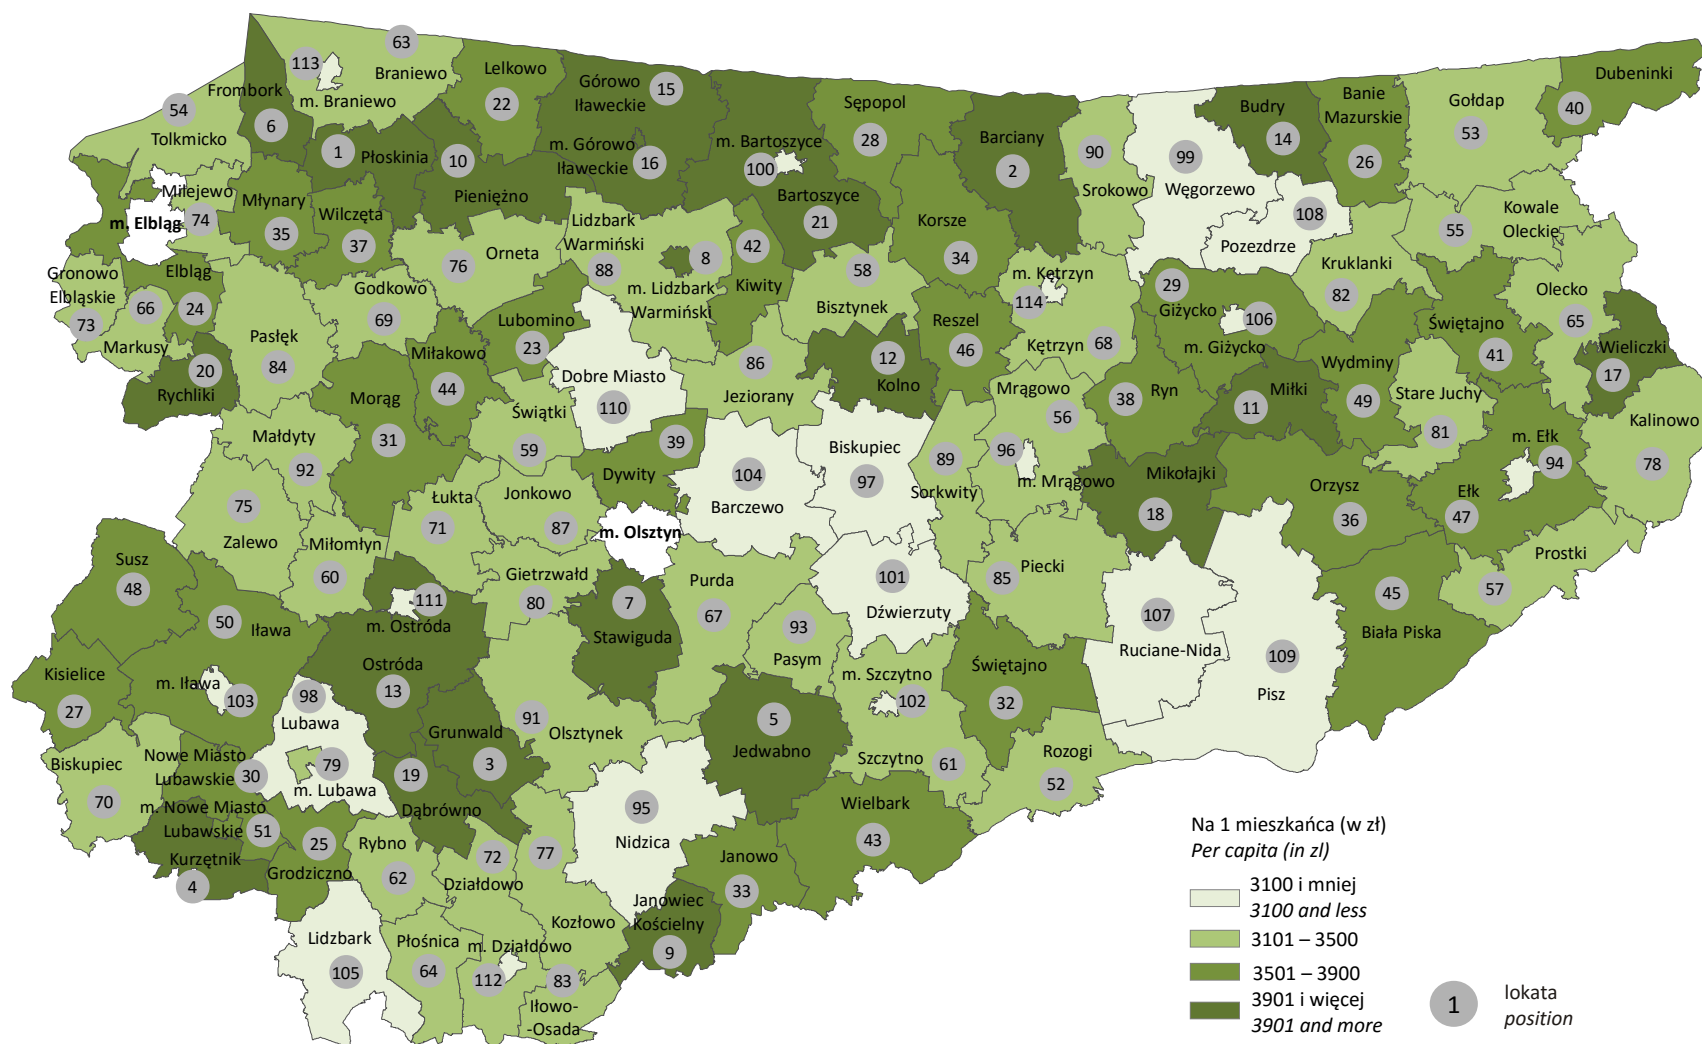 63
113
Braniewo
m. Braniewo
Lelkowo
22
Górowo
Iławeckie
15
m. Górowo
Iławeckie
16
Frombork
6
54
Tolkmicko
1
Płoskinia
10
Pieniężno
m. Bartoszyce
100
Bartoszyce
21
Sępopol
28
Barciany
2
90
Srokowo
99
Węgorzewo
Budry
14
Banie
Mazurskie
26
Gołdap
53
Dubeninki
40
Milejewo
74
m. Elbląg
Młynary
35
Wilczęta
37
Orneta
76
Lidzbark
Warmiński
88
8
m. Lidzbark
Warmiński
42
Kiwity
58
Bisztynek
Korsze
34
m. Kętrzyn
114
Kętrzyn
68
108
Pozezdrze
29
Giżycko
106
m. Giżycko
Kruklanki
82
55
Kowale
Oleckie
Olecko
65
Gronowo
Elbląskie
73
66
Markusy
Elbląg
24
Pasłęk
84
Godkowo
69
Lubomino
23
Miłakowo
44
20
Rychliki
Dobre Miasto
110
86
Jeziorany
12
Kolno
Reszel
46
Mrągowo
56
96
m. Mrągowo
38
Ryn
11
Miłki
Wydminy
49
Świętajno
41
Stare Juchy
81
Wieliczki
17
Kalinowo
78
m. Ełk
94
Ełk
47
Morąg
31
Świątki
59
39
Dywity
Małdyty
92
75
Zalewo
Łukta
71
Jonkowo
87
104
Barczewo
Biskupiec
97
89
Sorkwity
Mikołajki
18
Orzysz
36
Prostki
57
m. Olsztyn
Miłomłyn
60
Susz
48
111
m. Ostróda
Gietrzwałd
80
7
Stawiguda
Purda
67
93
Pasym
101
Dźwierzuty
85
Piecki
107
Ruciane-Nida
109
Pisz
45
Biała Piska
50
Iława
Kisielice
27
m. Iława
103
98
Lubawa
79
m. Lubawa
Ostróda
13
Grunwald
3
91
Olsztynek
5
Jedwabno
m. Szczytno
102
Szczytno
61
Świętajno
32
Rozogi
52
Biskupiec
70
Nowe Miasto
Lubawskie
30
m. Nowe Miasto
Lubawskie
51
Kurzętnik
4
25
Grodziczno
19
Dąbrówno
Rybno
62
72
Działdowo
77
Kozłowo
95
Nidzica
Wielbark
43
Janowo
33
Janowiec
Kościelny
9
Lidzbark
105
Płośnica
64
m. Działdowo
112
83
Iłowo-
-Osada
Na 1 mieszkańca (w zł)
Per capita (in zl)
3100 i mniej
3100 and less
3101 – 3500
3501 – 3900
3901 i więcej
3901 and more
1
lokata
position